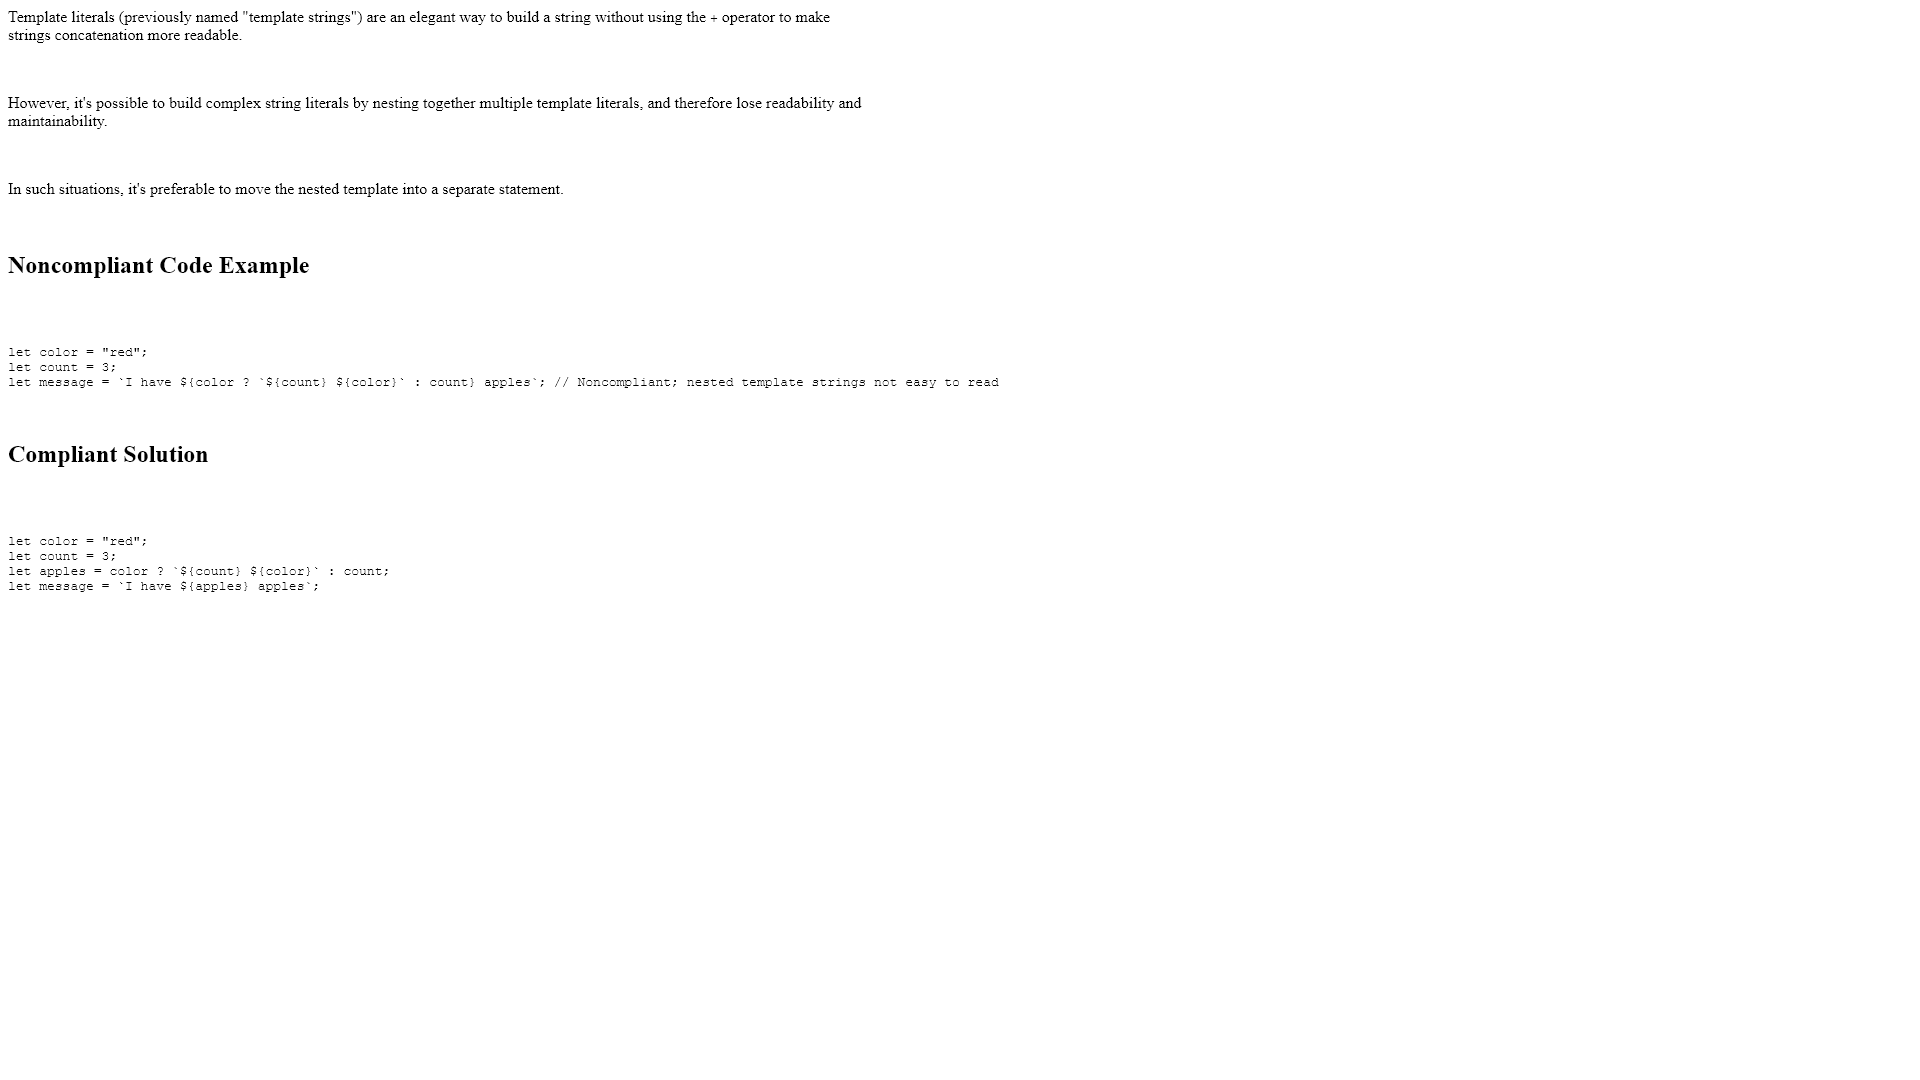 Template literals (previously named "template strings") are an elegant way to build a string without using the + operator to make
strings concatenation more readable.
However, it's possible to build complex string literals by nesting together multiple template literals, and therefore lose readability and
maintainability.
In such situations, it's preferable to move the nested template into a separate statement.
Noncompliant Code Example
let color = "red";
let count = 3;
let message = `I have ${color ? `${count} ${color}` : count} apples`; // Noncompliant; nested template strings not easy to read
Compliant Solution
let color = "red";
let count = 3;
let apples = color ? `${count} ${color}` : count;
let message = `I have ${apples} apples`;